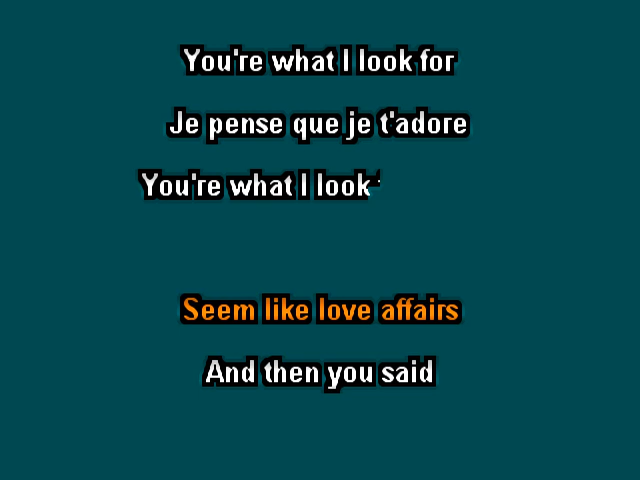 You're what I look for
Je pense que je t'adore
You're what I look
Seem like love affairs
And then you said